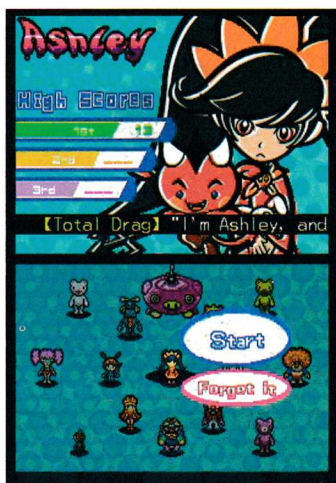 Ashley
High Scores
1st 13
2nd ---
3rd ---
【Total Drag】 "I'm Ashley, and
Start
Forget it